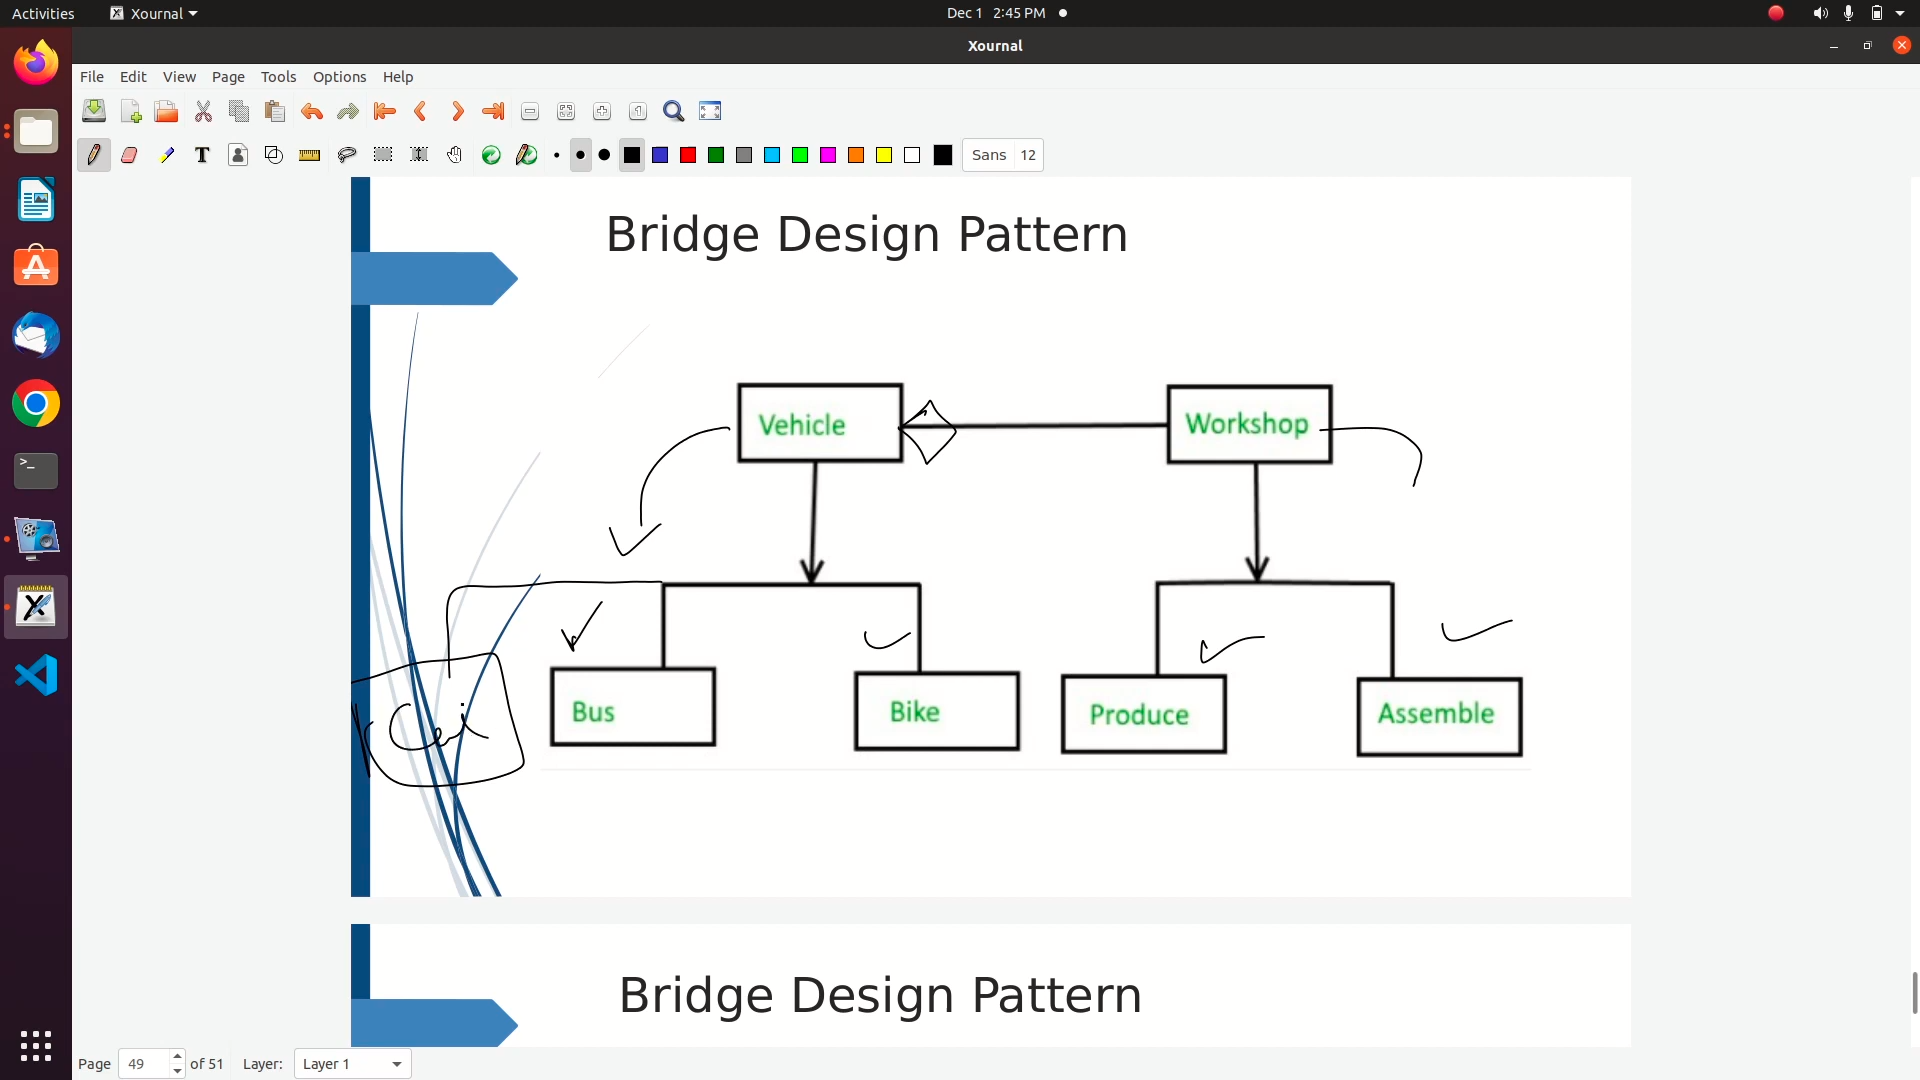 Activities Xournal Dec 1 2:45 PM
Xournal
File Edit View Page Tools Options Help
T Sans 12
Bridge Design Pattern
Vehicle Workshop
Bus Bike Produce Assemble
Bridge Design Pattern
Page 49 of 51 Layer: Layer 1